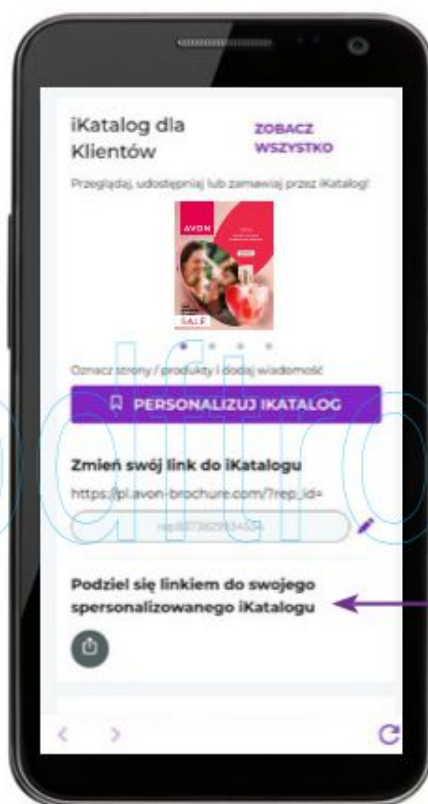 iKatalog dla
Klientów
ZOBACZ
WSZYSTKO
Przeglądaj, udostępniaj lub zamawiaj przez iKatalog!
AVON
SALE
Oznacz strony / produkty i dodaj wiadomość
PERSONALIZUJ IKATALOG
Zmień swój link do iKatalogu
https://pl.avon-brochure.com/?rep_id=
Podziel się linkiem do swojego
spersonalizowanego iKatalogu